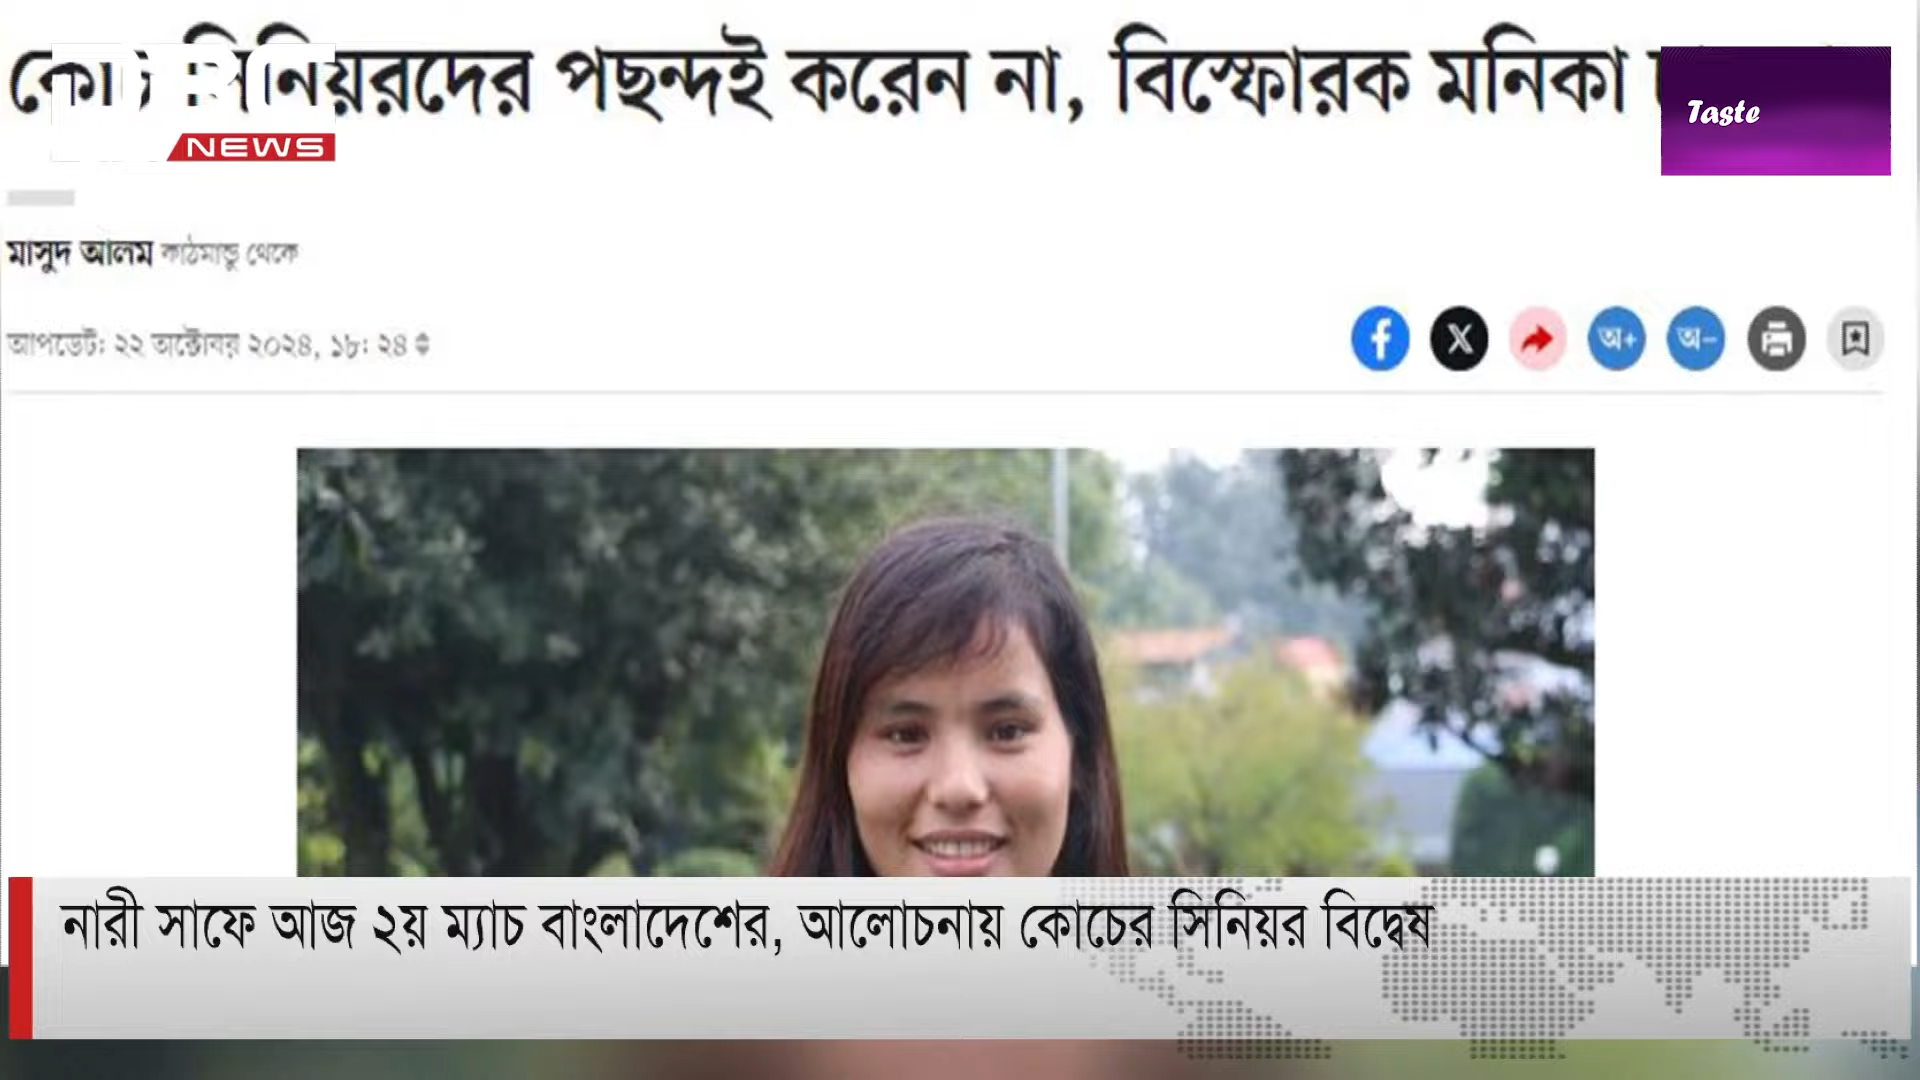 কোচ সিনিয়রদের পছন্দই করেন না, বিস্ফোরক মনিকা
Taste
NEWS
মাসুদ আলম কাঠমান্ডু থেকে
আপডেট: ২২ অক্টোবর ২০২৪, ১৮: ২৪
অ+ অ-
নারী সাফে আজ ২য় ম্যাচ বাংলাদেশের, আলোচনায় কোচের সিনিয়র বিদ্বেষ